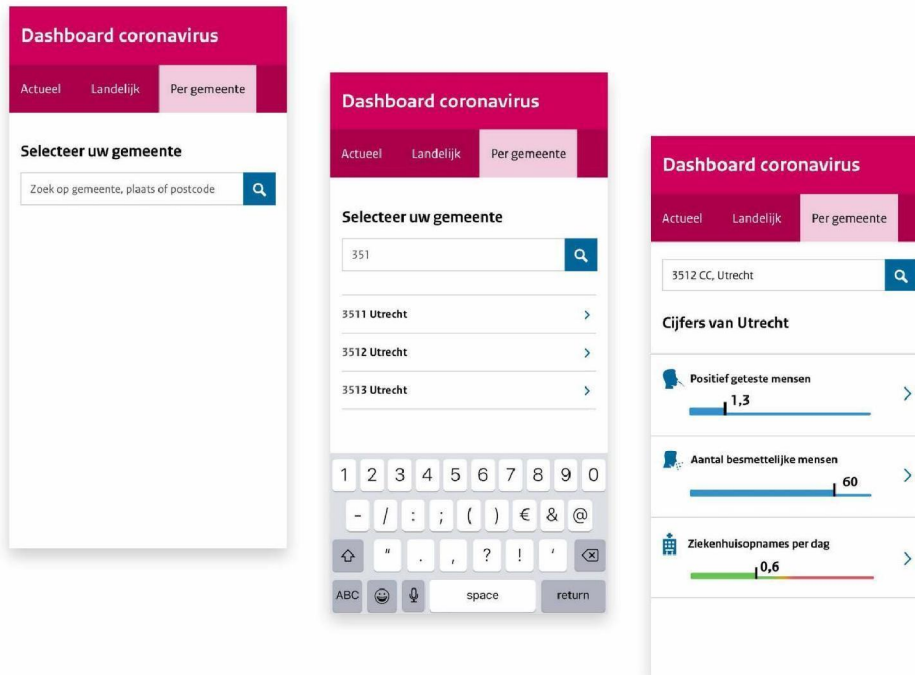 Dashboard coronavirus
Actueel Landelijk Per gemeente
Selecteer uw gemeente
Zoek op gemeente, plaats of postcode
Dashboard coronavirus
Actueel Landelijk Per gemeente
Selecteer uw gemeente
351
3511 Utrecht
3512 Utrecht
3513 Utrecht
1 2 3 4 5 6 7 8 9 0
- / : ; ( ) € & @
" . , ? ! '
ABC space return
Dashboard coronavirus
Actueel Landelijk Per gemeente
3512 CC, Utrecht
Cijfers van Utrecht
Positief geteste mensen
1,3
Aantal besmettelijke mensen
60
Ziekenhuisopnames per dag
0,6